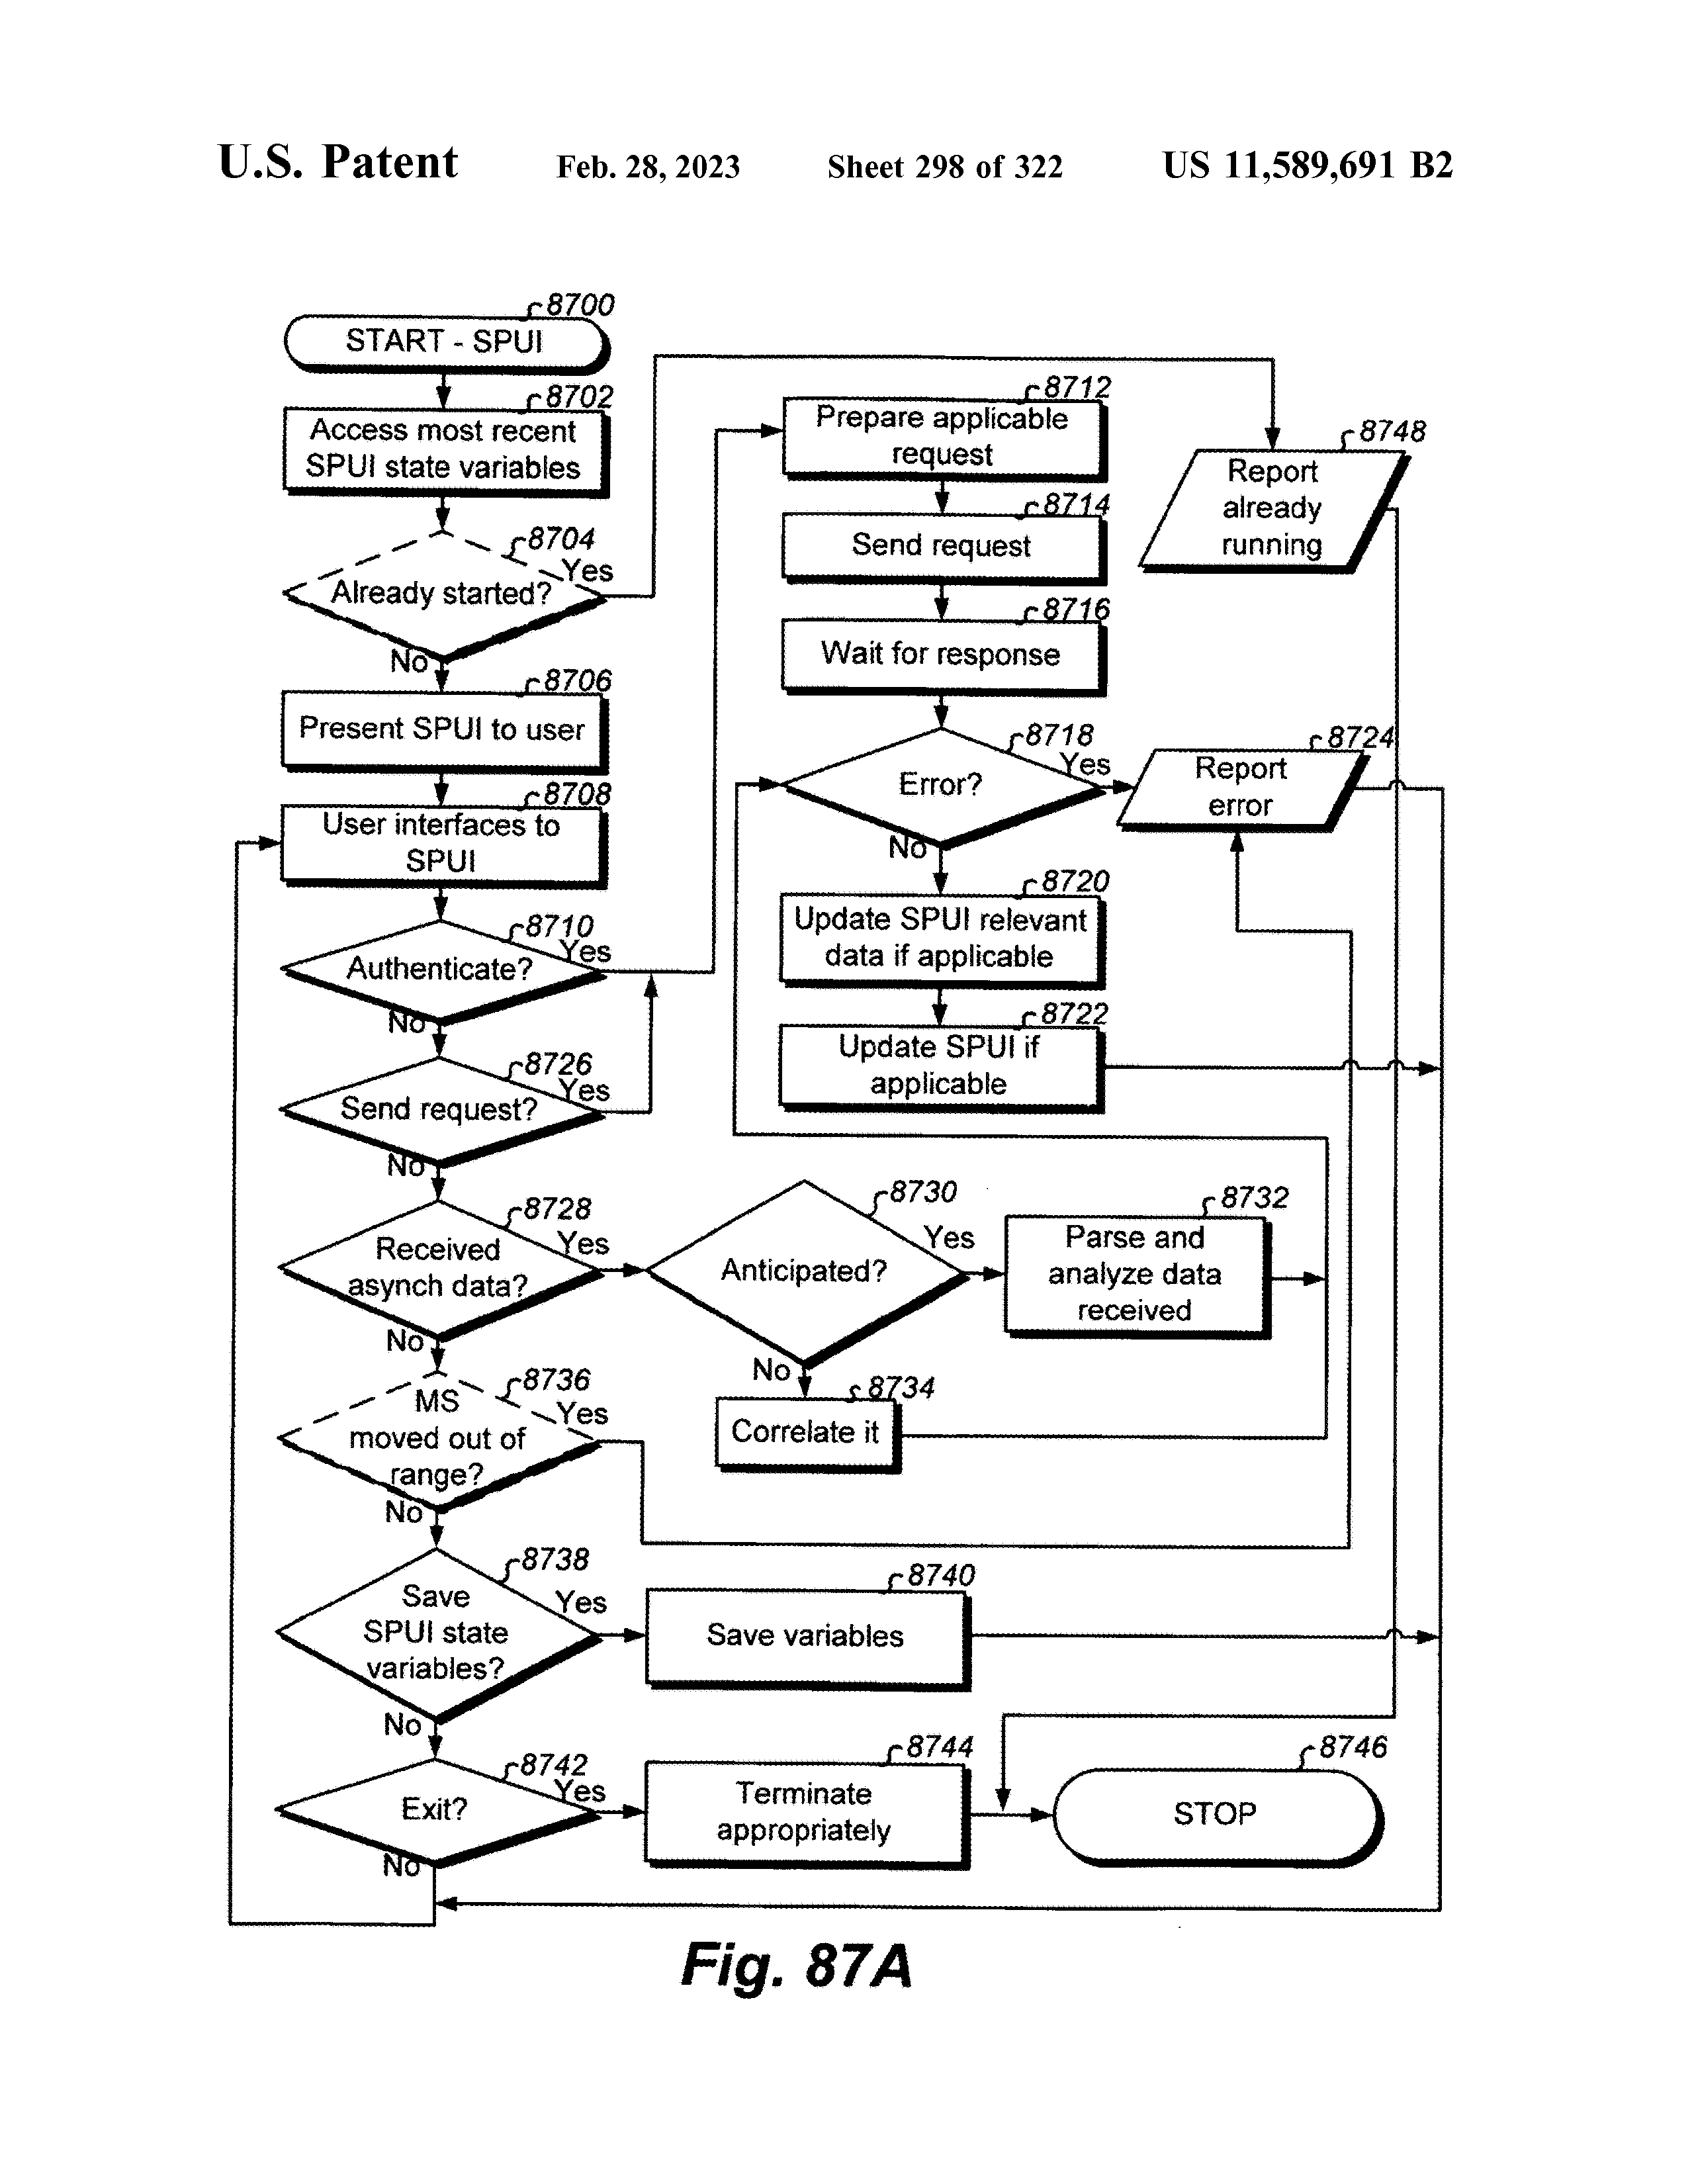 U.S. Patent Feb. 28, 2023 Sheet 298 of 322 US 11,589,691 B2
8700
START - SPUI
8702
Access most recent
SPUI state variables
8704
Yes
Already started?
No
8706
Present SPUI to user
8708
User interfaces to
SPUI
8710
Yes
Authenticate?
No
8726
Yes
Send request?
No
8728
Yes
Received
asynch data?
No
8736
Yes
MS
moved out of
range?
No
8738
Yes
Save
SPUI state
variables?
No
8742
Yes
Exit?
No
8712
Prepare applicable
request
8714
Send request
8716
Wait for response
8718
Yes
Error?
No
8720
Update SPUI relevant
data if applicable
8722
Update SPUI if
applicable
8748
Report
already
running
8724
Report
error
8730
Yes
Anticipated?
No
8732
Parse and
analyze data
received
8734
Correlate it
8740
Save variables
8744
Terminate
appropriately
8746
STOP
Fig. 87A